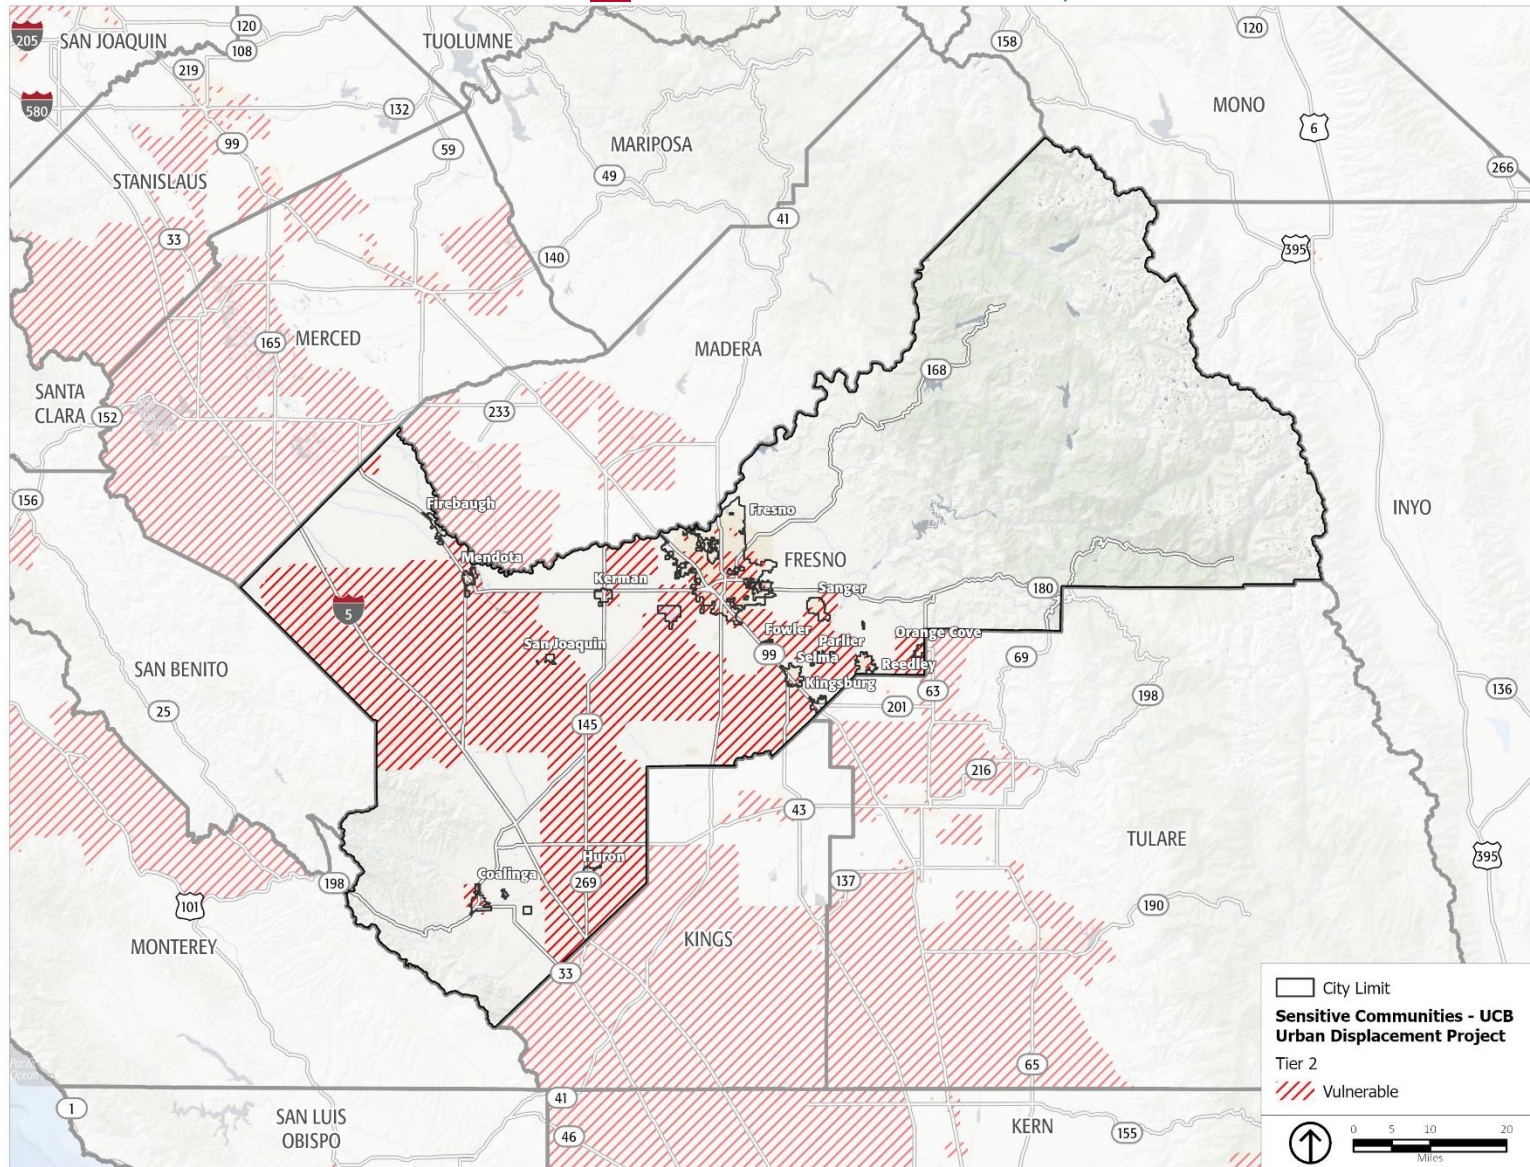 205
SAN JOAQUIN
120
108
TUOLUMNE
158
120
219
580
132
MONO
6
99
59
MARIPOSA
49
266
STANISLAUS
41
33
395
140
165
MERCED
MADERA
168
SANTA
CLARA
152
233
156
Firebaugh
Fresno
INYO
Mendota
FRESNO
Kerman
Sanger
180
5
Fowler
Parlier
Orange Cove
San Joaquin
99
Selma
Reedley
69
SAN BENITO
Kingsburg
63
198
136
201
25
145
216
43
TULARE
Huron
395
Coalinga
198
269
137
101
190
MONTEREY
KINGS
33
65
1
41
SAN LUIS
OBISPO
46
KERN
155
Pacific
Ocean
City Limit
Sensitive Communities - UCB
Urban Displacement Project
Tier 2
Vulnerable
0 5 10 20
Miles